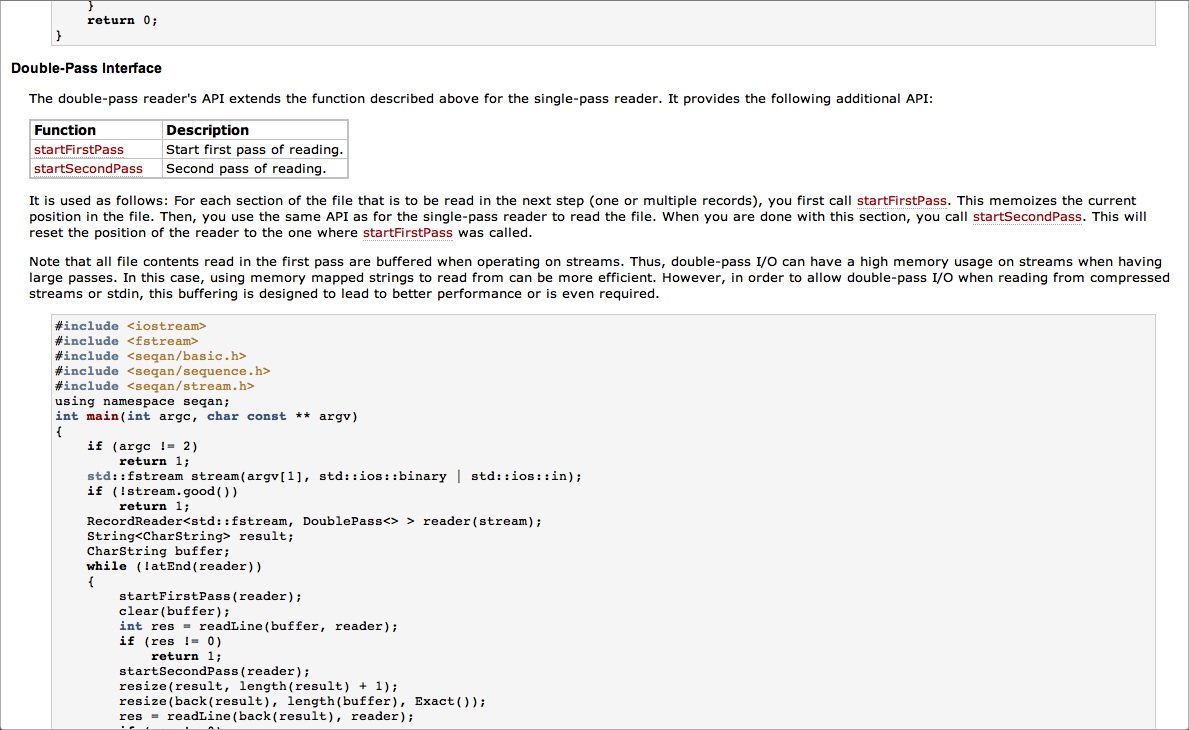 }
return 0;
}
Double-Pass Interface
The double-pass reader's API extends the function described above for the single-pass reader. It provides the following additional API:
Function Description
startFirstPass Start first pass of reading.
startSecondPass Second pass of reading.
It is used as follows: For each section of the file that is to be read in the next step (one or multiple records), you first call startFirstPass. This memoizes the current
position in the file. Then, you use the same API as for the single-pass reader to read the file. When you are done with this section, you call startSecondPass. This will
reset the position of the reader to the one where startFirstPass was called.
Note that all file contents read in the first pass are buffered when operating on streams. Thus, double-pass I/O can have a high memory usage on streams when having
large passes. In this case, using memory mapped strings to read from can be more efficient. However, in order to allow double-pass I/O when reading from compressed
streams or stdin, this buffering is designed to lead to better performance or is even required.
#include <iostream>
#include <fstream>
#include <seqan/basic.h>
#include <seqan/sequence.h>
#include <seqan/stream.h>
using namespace seqan;
int main(int argc, char const ** argv)
{
if (argc != 2)
return 1;
std::fstream stream(argv[1], std::ios::binary | std::ios::in);
if (!stream.good())
return 1;
RecordReader<std::fstream, DoublePass<> > reader(stream);
String<CharString> result;
CharString buffer;
while (!atEnd(reader))
{
startFirstPass(reader);
clear(buffer);
int res = readLine(buffer, reader);
if (res != 0)
return 1;
startSecondPass(reader);
resize(result, length(result) + 1);
resize(back(result), length(buffer), Exact());
res = readLine(back(result), reader);